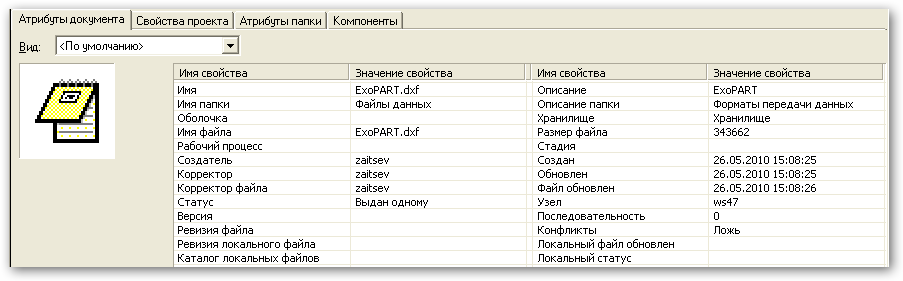 Атрибуты документа Свойства проекта Атрибуты папки Компоненты
Вид: <По умолчанию>
Имя свойства Значение свойства Имя свойства Значение свойства
Имя ExoPART.dxf Описание ExoPART
Имя папки Файлы данных Описание папки Форматы передачи данных
Оболочка Хранилище Хранилище
Имя файла ExoPART.dxf Размер файла 343662
Рабочий процесс Стадия
Создатель zaitsev Создан 26.05.2010 15:08:25
Корректор zaitsev Обновлен 26.05.2010 15:08:25
Корректор файла zaitsev Файл обновлен 26.05.2010 15:08:26
Статус Выдан одному Узел ws47
Версия Последовательность 0
Ревизия файла Конфликты Ложь
Ревизия локального файла Локальный файл обновлен
Каталог локальных файлов Локальный статус